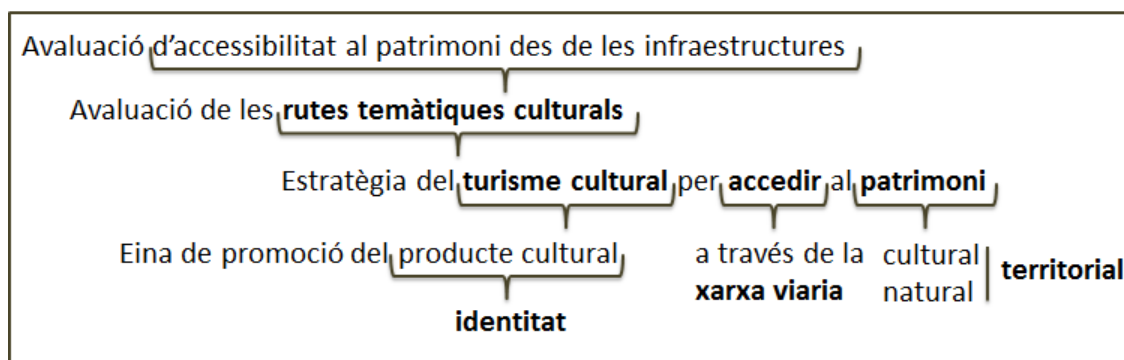 Avaluació d’accessibilitat al patrimoni des de les infraestructures
Avaluació de les rutes temàtiques culturals
Estratègia del turisme cultural per accedir al patrimoni
Eina de promoció del producte cultural
identitat
a través de la
xarxa viaria
cultural
natural
territorial